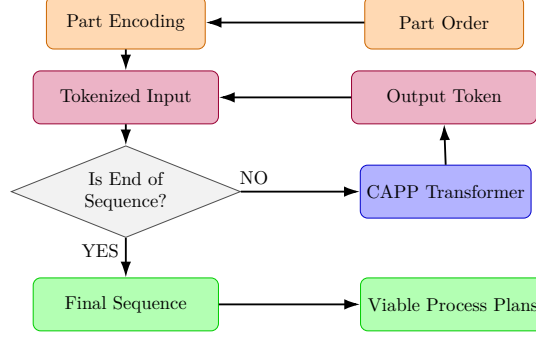 Part Encoding
Part Order
Tokenized Input
Output Token
Is End of
Sequence?
NO
CAPP Transformer
YES
Final Sequence
Viable Process Plans